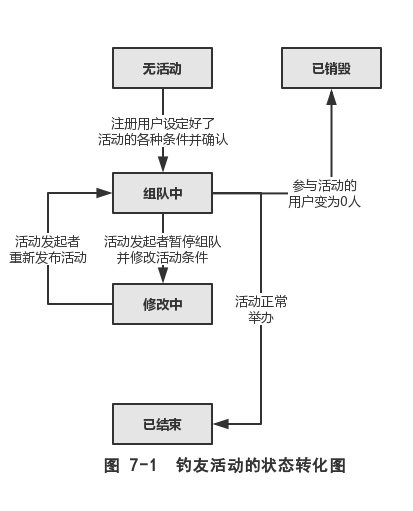 无活动
已销毁
注册用户设定好了
活动的各种条件并确认
组队中
参与活动的
用户变为0人
活动发起者
重新发布活动
活动发起者暂停组队
并修改活动条件
修改中
活动正常
举办
已结束
图 7-1 钓友活动的状态转化图